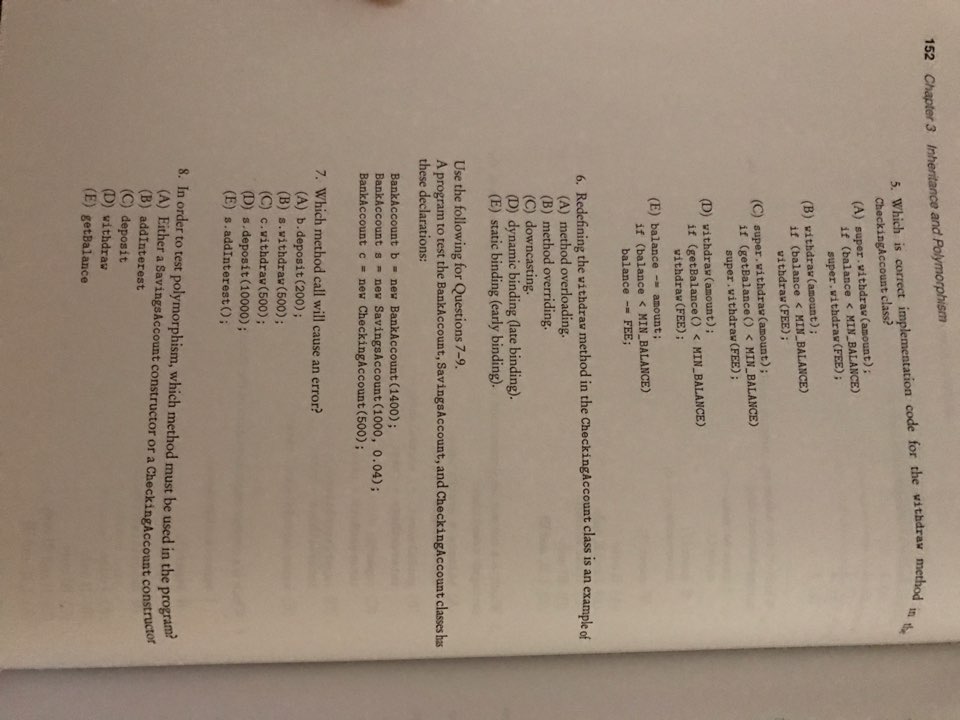 152 Chapter 3 Inheritance and Polymorphism
5. Which is correct implementation code for the withdraw method in the
CheckingAccount class?
(A) super.withdraw(amount);
if (balance < MIN_BALANCE)
super.withdraw(FEE);
(B) withdraw(amount);
if (balance < MIN_BALANCE)
withdraw(FEE);
(C) super.withdraw(amount);
if (getBalance() < MIN_BALANCE)
super.withdraw(FEE);
(D) withdraw(amount);
if (getBalance() < MIN_BALANCE)
withdraw(FEE);
(E) balance -= amount;
if (balance < MIN_BALANCE)
balance -= FEE;
6. Redefining the withdraw method in the CheckingAccount class is an example of
(A) method overloading.
(B) method overriding.
(C) downcasting.
(D) dynamic binding (late binding).
(E) static binding (early binding).
Use the following for Questions 7–9.
A program to test the BankAccount, SavingsAccount, and CheckingAccount classes has
these declarations:
BankAccount b = new BankAccount(1400);
BankAccount s = new SavingsAccount(1000, 0.04);
BankAccount c = new CheckingAccount(500);
7. Which method call will cause an error?
(A) b.deposit(200);
(B) s.withdraw(500);
(C) c.withdraw(500);
(D) s.deposit(10000);
(E) s.addInterest();
8. In order to test polymorphism, which method must be used in the program?
(A) Either a SavingsAccount constructor or a CheckingAccount constructor
(B) addInterest
(C) deposit
(D) withdraw
(E) getBalance